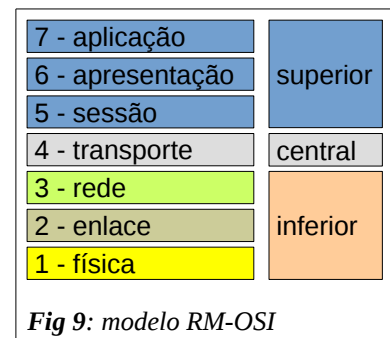 7 - aplicação
6 - apresentação
5 - sessão
superior
4 - transporte
central
3 - rede
2 - enlace
1 - física
inferior
Fig 9: modelo RM-OSI